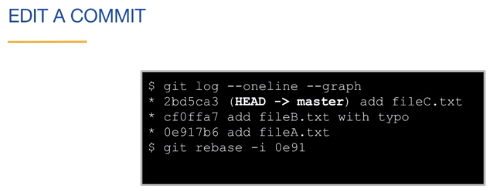 EDIT A COMMIT
$ git log --oneline --graph
* 2bd5ca3 (HEAD -> master) add fileC.txt
* cf0ffa7 add fileB.txt with typo
* 0e917b6 add fileA.txt
$ git rebase -i 0e91